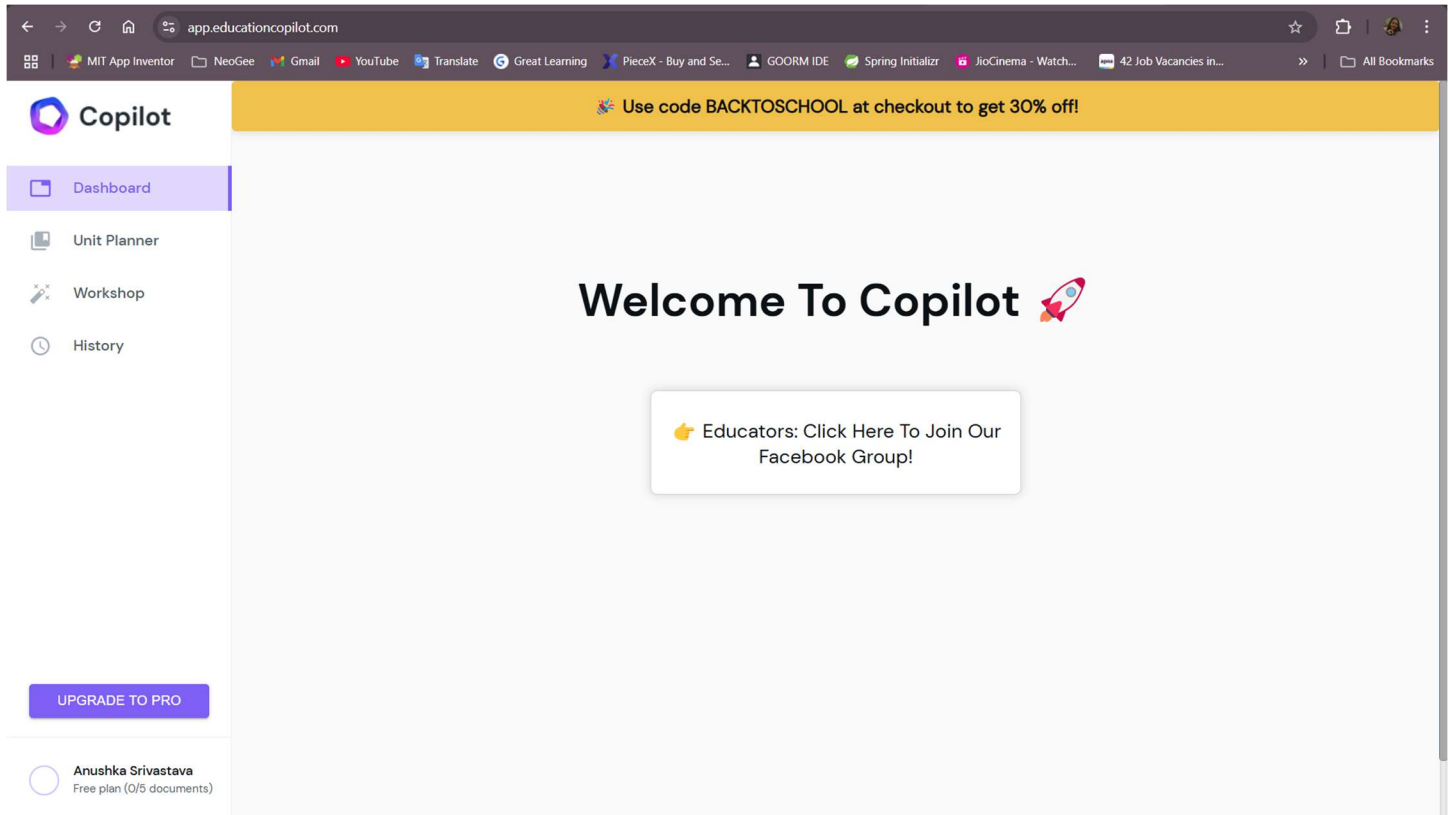 app.educationcopilot.com
MIT App Inventor NeoGee Gmail YouTube Translate Great Learning PieceX - Buy and Se... GOORM IDE Spring Initializr JioCinema - Watch... 42 Job Vacancies in... » All Bookmarks
Copilot
🎉 Use code BACKTOSCHOOL at checkout to get 30% off!
Dashboard
Unit Planner
Workshop
History
Welcome To Copilot 🚀
👉 Educators: Click Here To Join Our
Facebook Group!
UPGRADE TO PRO
Anushka Srivastava
Free plan (0/5 documents)